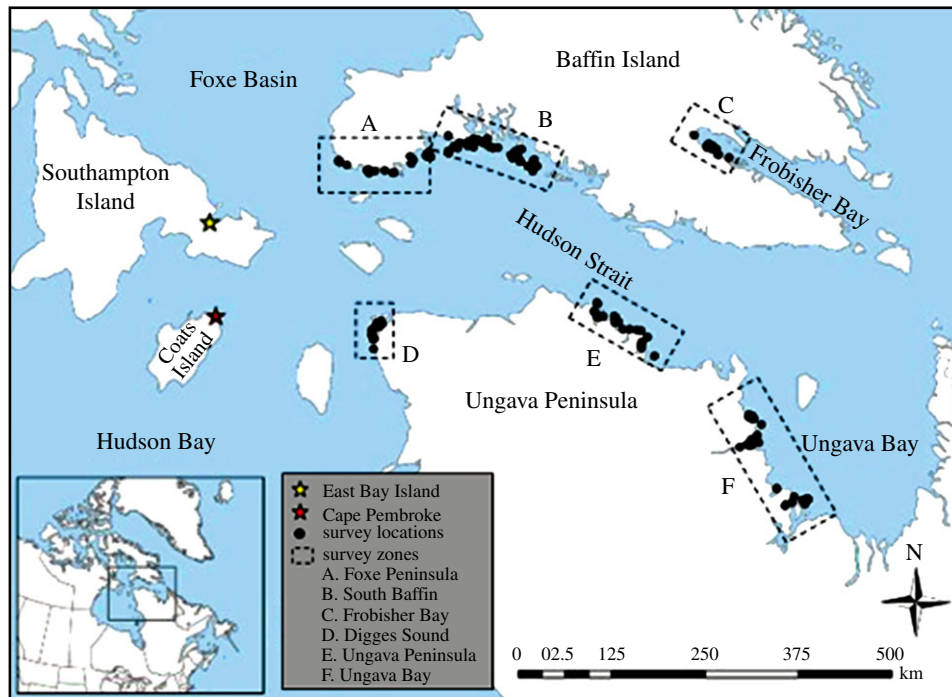 Baffin Island
Foxe Basin
A
B
C
Southampton
Island
Frobisher Bay
Hudson Strait
Coats
Island
D
E
Ungava Peninsula
Hudson Bay
Ungava Bay
F
East Bay Island
Cape Pembroke
survey locations
survey zones
A. Foxe Peninsula
B. South Baffin
C. Frobisher Bay
D. Digges Sound
E. Ungava Peninsula
F. Ungava Bay
N
0 02.5 125 250 375 500
km